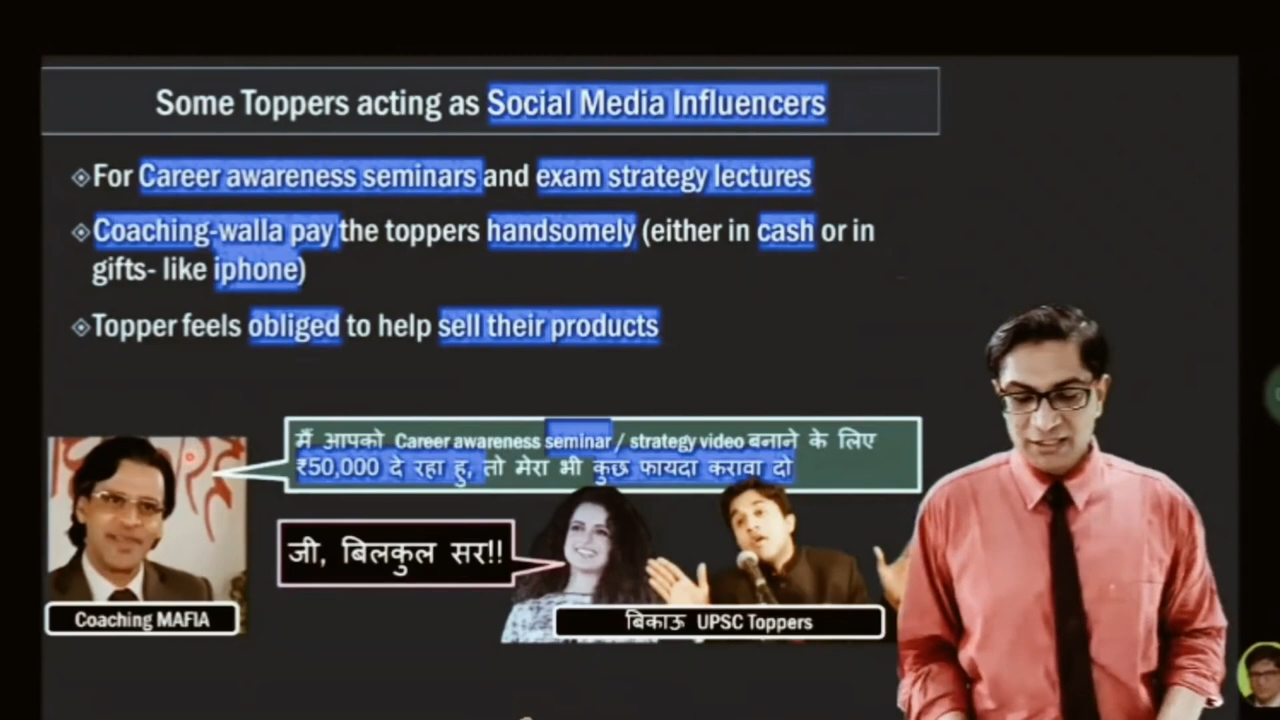 Some Toppers acting as Social Media Influencers
For Career awareness seminars and exam strategy lectures
Coaching-walla pay the toppers handsomely (either in cash or in
gifts- like iphone)
Topper feels obliged to help sell their products
मैं आपको Career awareness seminar / strategy video बनाने के लिए
₹50,000 दे रहा हु, तो मेरा भी कुछ फायदा करावा दो
जी, बिलकुल सर!!
Coaching MAFIA
बिकाऊ UPSC Toppers